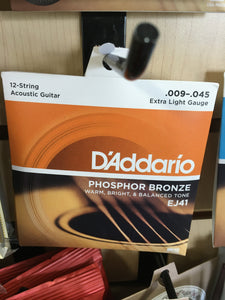 12-String
Acoustic Guitar
.009–.045
Extra Light Gauge
D'Addario
PHOSPHOR BRONZE
WARM, BRIGHT, & BALANCED TONE
EJ41